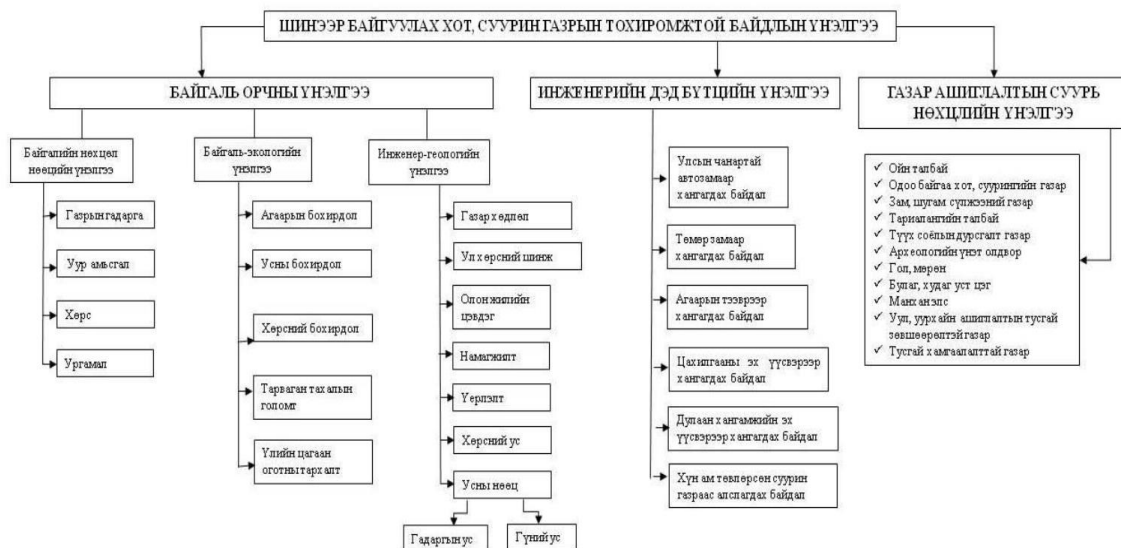 ШИНЭЭР БАЙГУУЛАХ ХОТ, СУУРИН ГАЗРЫН ТОХИРОМЖТОЙ БАЙДЛЫН ҮНЭЛГЭЭ
БАЙГАЛЬ ОРЧНЫ ҮНЭЛГЭЭ
Байгалийн нөхцөл
нөөцийн үнэлгээ
Газрын гадарга
Уур амьсгал
Хөрс
Ургамал
Байгаль-экологийн
үнэлгээ
Агаарын бохирдол
Усны бохирдол
Хөрсний бохирдол
Тарваган тахалын
голомт
Үлийн цагаан
оготны тархалт
Инженер-геологийн
үнэлгээ
Газар хөдлөл
Ул хөрсний шинж
Олон жилийн
цэвдэг
Намагжилт
Үерлэлт
Хөрсний ус
Усны нөөц
Гадаргын ус
Гүний ус
ИНЖЕНЕРИЙН ДЭД БҮТЦИЙН ҮНЭЛГЭЭ
Улсын чанартай
автозамаар
хангагдах байдал
Төмөр замаар
хангагдах байдал
Агаарын тээврээр
хангагдах байдал
Цахилгааны эх үүсвэрээр
хангагдах байдал
Дулаан хангамжийн эх
үүсвэрээр хангагдах байдал
Хүн ам төвлөрсөн суурин
газраас алслагдах байдал
ГАЗАР АШИГЛАЛТЫН СУУРЬ
НӨХЦЛИЙН ҮНЭЛГЭЭ
✓ Ойн талбай
✓ Одоо байгаа хот, суурингийн газар
✓ Зам, шугам сүлжээний газар
✓ Тариалангийн талбай
✓ Түүх соёлын дурсгалт газар
✓ Археологийн үнэт олдвор
✓ Гол, мөрөн
✓ Булаг, худаг уст цэг
✓ Манхан элс
✓ Уул, уурхайн ашиглалтын тусгай
зөвшөөрөлтэй газар
✓ Тусгай хамгаалалттай газар